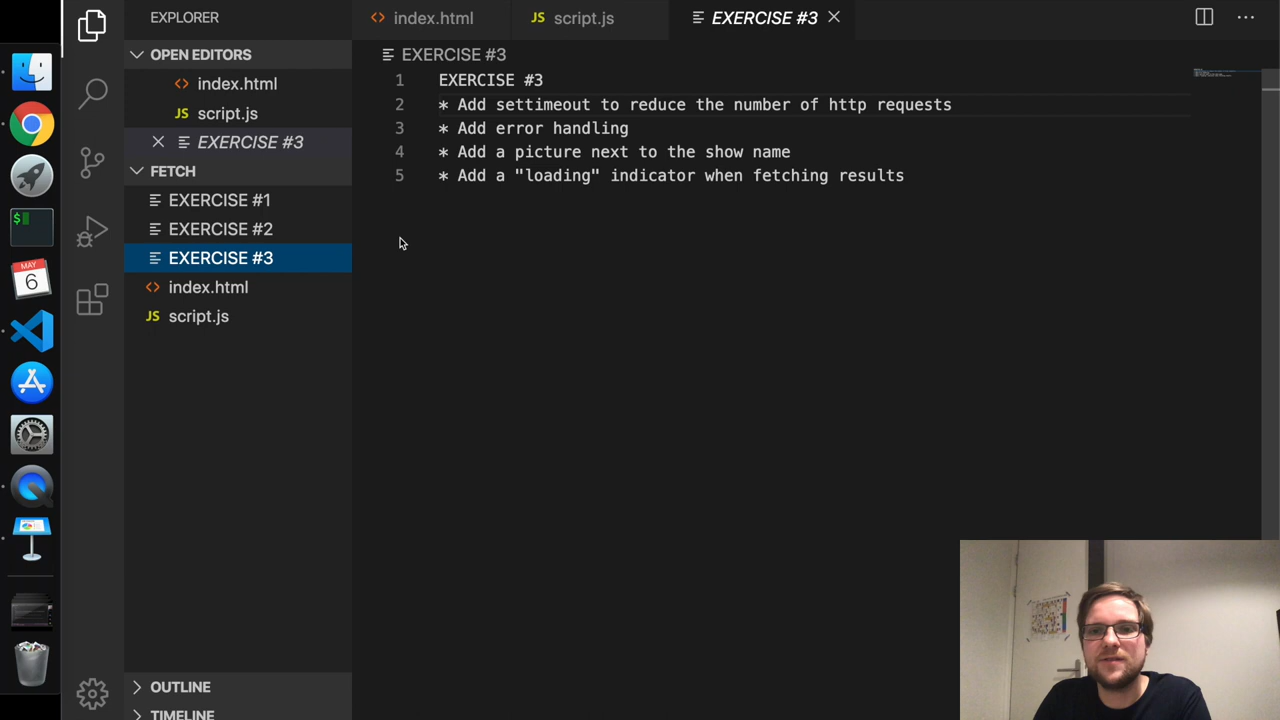 EXPLORER
OPEN EDITORS
index.html
JS script.js
EXERCISE #3
FETCH
EXERCISE #1
EXERCISE #2
EXERCISE #3
index.html
JS script.js
OUTLINE
TIMELINE
index.html
JS script.js
EXERCISE #3
EXERCISE #3
1 EXERCISE #3
2 * Add settimeout to reduce the number of http requests
3 * Add error handling
4 * Add a picture next to the show name
5 * Add a "loading" indicator when fetching results
$
MAY
6